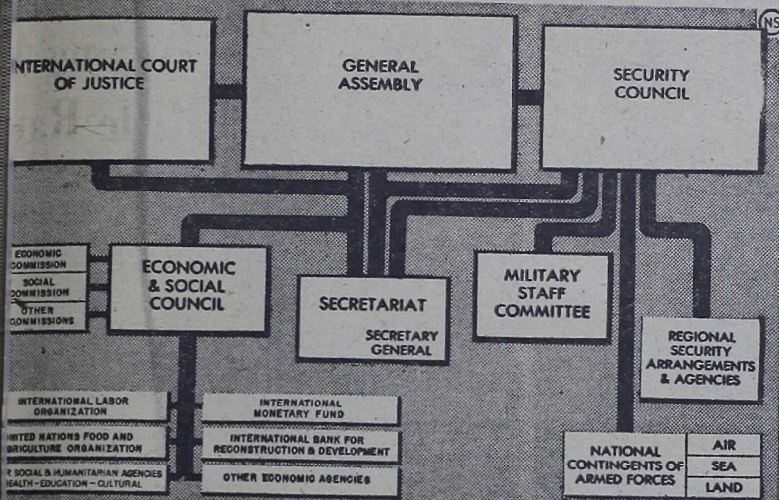 NS
INTERNATIONAL COURT
OF JUSTICE
GENERAL
ASSEMBLY
SECURITY
COUNCIL
ECONOMIC
COMMISSION
SOCIAL
COMMISSION
OTHER
COMMISSIONS
ECONOMIC
& SOCIAL
COUNCIL
SECRETARIAT
SECRETARY
GENERAL
MILITARY
STAFF
COMMITTEE
REGIONAL
SECURITY
ARRANGEMENTS
& AGENCIES
INTERNATIONAL LABOR
ORGANIZATION
UNITED NATIONS FOOD AND
AGRICULTURE ORGANIZATION
R SOCIAL & HUMANITARIAN AGENCIES
HEALTH - EDUCATION - CULTURAL
INTERNATIONAL
MONETARY FUND
INTERNATIONAL BANK FOR
RECONSTRUCTION & DEVELOPMENT
OTHER ECONOMIC AGENCIES
NATIONAL
CONTINGENTS OF
ARMED FORCES
AIR
SEA
LAND